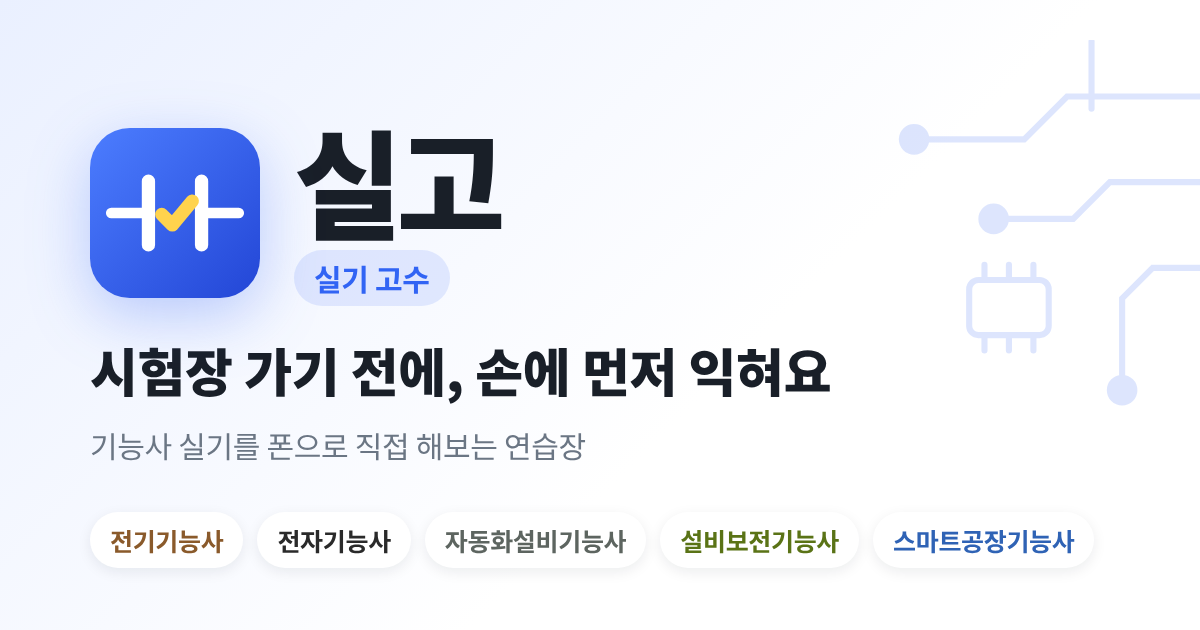 실고
실기 고수
시험장 가기 전에, 손에 먼저 익혀요
기능사 실기를 폰으로 직접 해보는 연습장
전기기능사 전자기능사 자동화설비기능사 설비보전기능사 스마트공장기능사